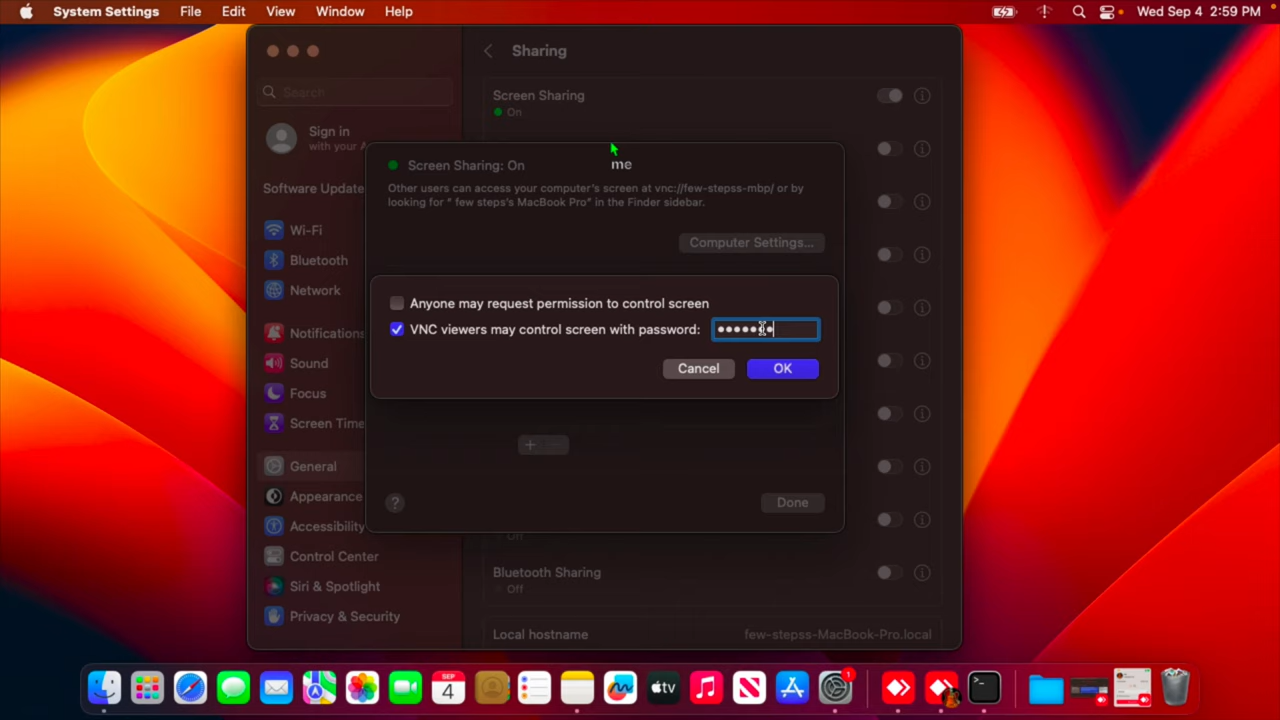 System Settings File Edit View Window Help Wed Sep 4 2:59 PM
Sharing
Search
Screen Sharing
On
Sign in
with your A
Screen Sharing: On
me
Other users can access your computer's screen at vnc://few-stepss-mbp/ or by
looking for " few steps's MacBook Pro" in the Finder sidebar.
Software Update
Wi-Fi
Computer Settings...
Bluetooth
Network
Anyone may request permission to control screen
VNC viewers may control screen with password:
Notifications
Sound
Cancel OK
Focus
Screen Time
General
Appearance
Done
Accessibility
Off
Control Center
Bluetooth Sharing
Off
Siri & Spotlight
Privacy & Security
Local hostname few-stepss-MacBook-Pro.local
SEP
4
tv
1